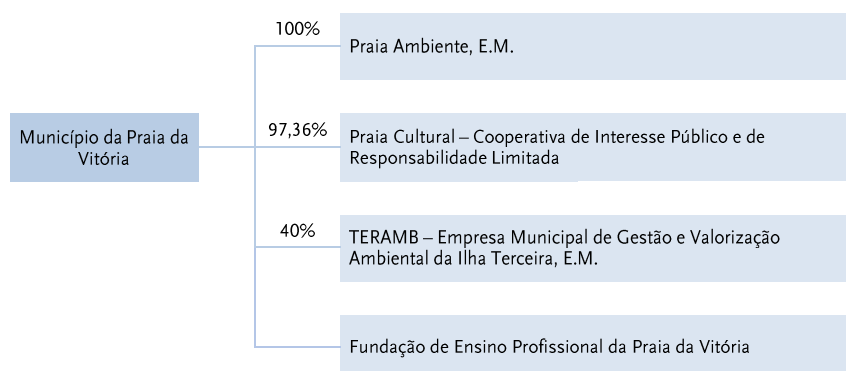 100%
Praia Ambiente, E.M.
Município da Praia da
Vitória
97,36%
Praia Cultural – Cooperativa de Interesse Público e de
Responsabilidade Limitada
40%
TERAMB – Empresa Municipal de Gestão e Valorização
Ambiental da Ilha Terceira, E.M.
Fundação de Ensino Profissional da Praia da Vitória